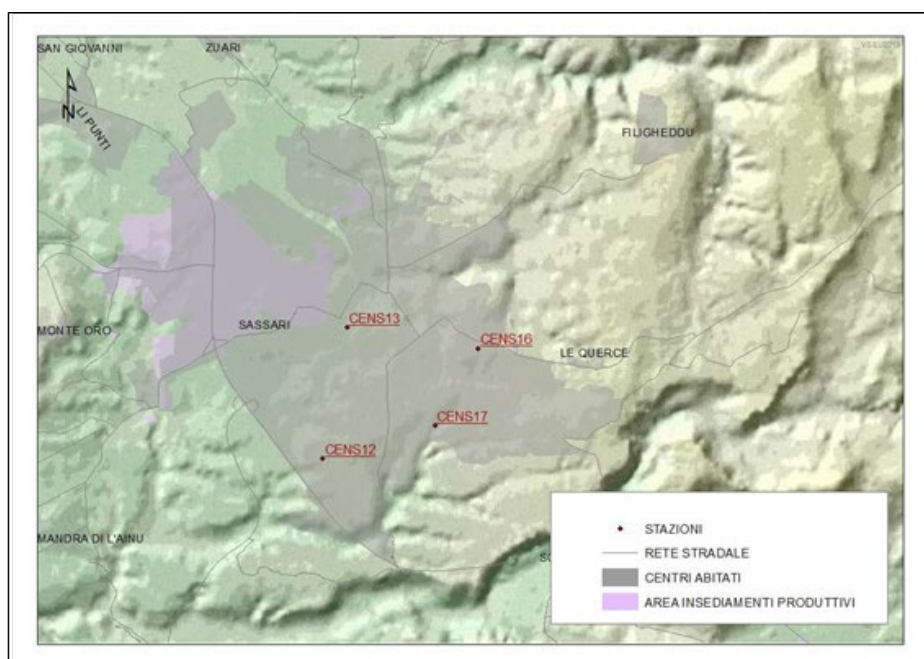 SAN GIOVANNI
ZUARI
N
LI PUNTI
FILIGHEDDU
MONTE ORO
SASSARI
CENS13
CENS16
LE QUERCE
CENS17
CENS12
MANDRA DI L'AINU
STAZIONI
RETE STRADALE
CENTRI ABITATI
AREA INSEDIAMENTI PRODUTTIVI